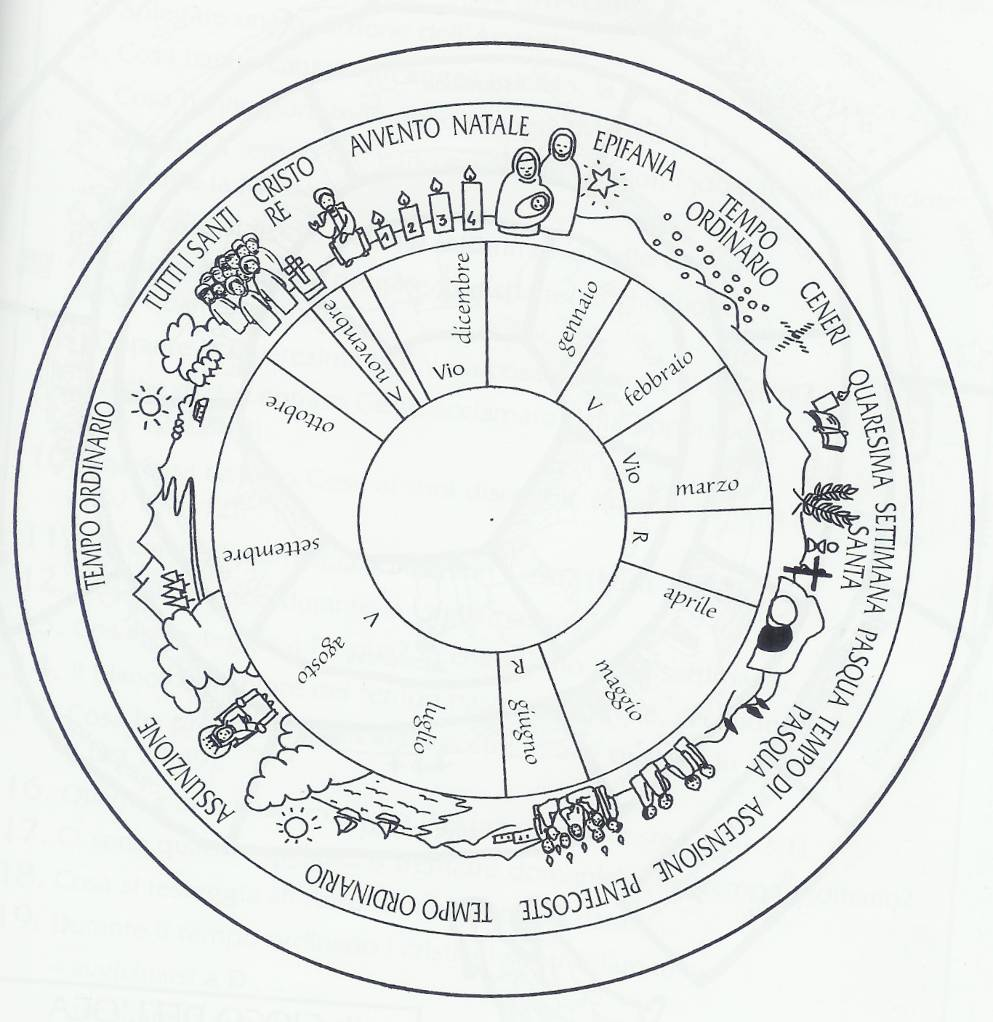 AVVENTO
NATALE
1
2
3
4
EPIFANIA
TEMPO
ORDINARIO
CENERI
QUARESIMA
SETTIMANA
SANTA
PASQUA
TEMPO DI
PASQUA
ASCENSIONE
PENTECOSTE
TEMPO ORDINARIO
ASSUNZIONE
TEMPO ORDINARIO
TUTTI I SANTI
CRISTO
RE
gennaio
febbraio
V
marzo
Vio
R
aprile
maggio
giugno
R
luglio
agosto
V
settembre
ottobre
novembre
V
dicembre
Vio